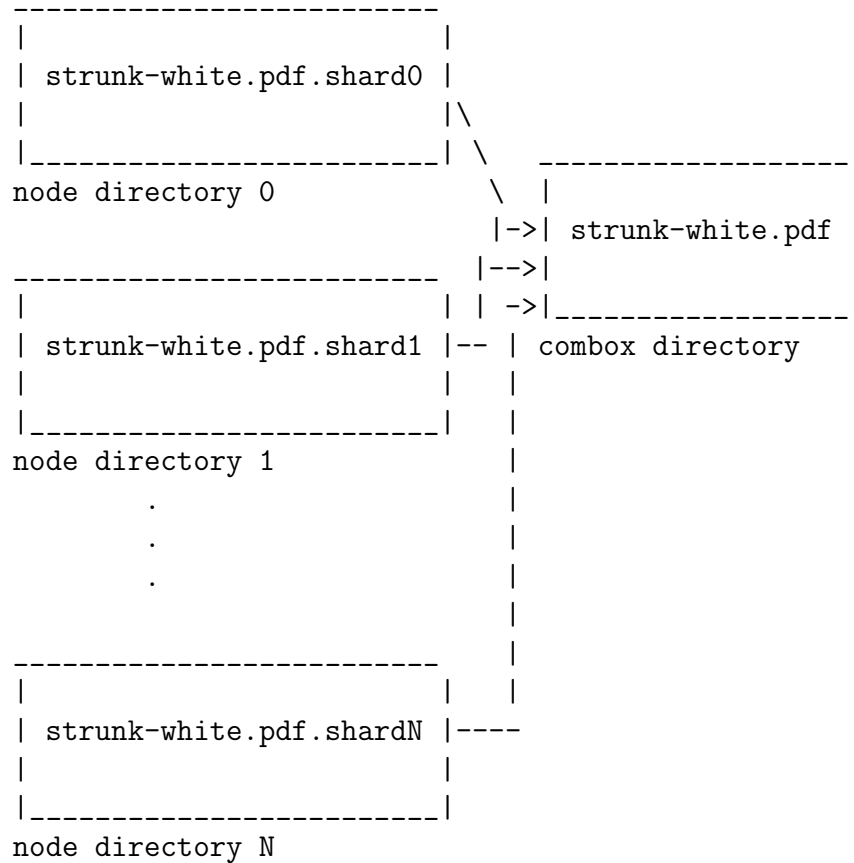 strunk-white.pdf.shard0
node directory 0
strunk-white.pdf
strunk-white.pdf.shard1
combox directory
node directory 1
strunk-white.pdf.shardN
node directory N